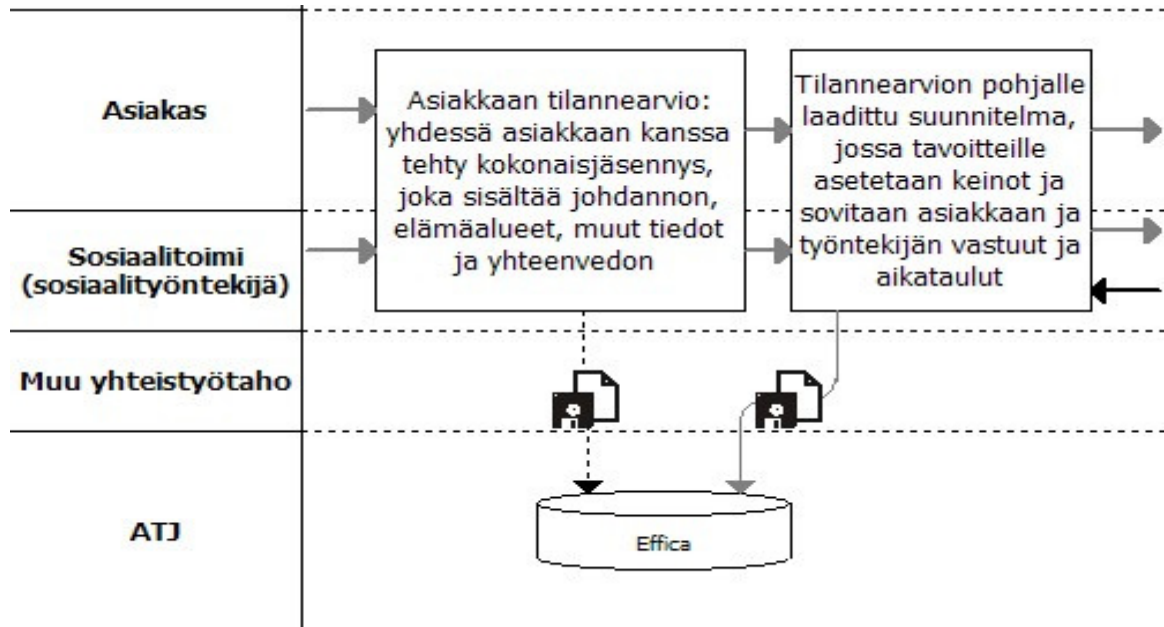 Asiakas
Asiakkaan tilannearvio:
yhdessä asiakkaan kanssa
tehty kokonaisjäsennys,
joka sisältää johdannon,
elämäalueet, muut tiedot
ja yhteenvedon
Tilannearvion pohjalle
laadittu suunnitelma,
jossa tavoitteille
asetetaan keinot ja
sovitaan asiakkaan ja
työntekijän vastuut ja
aikataulut
Sosiaalitoimi
(sosiaalityöntekijä)
Muu yhteistyötaho
ATJ
Effica